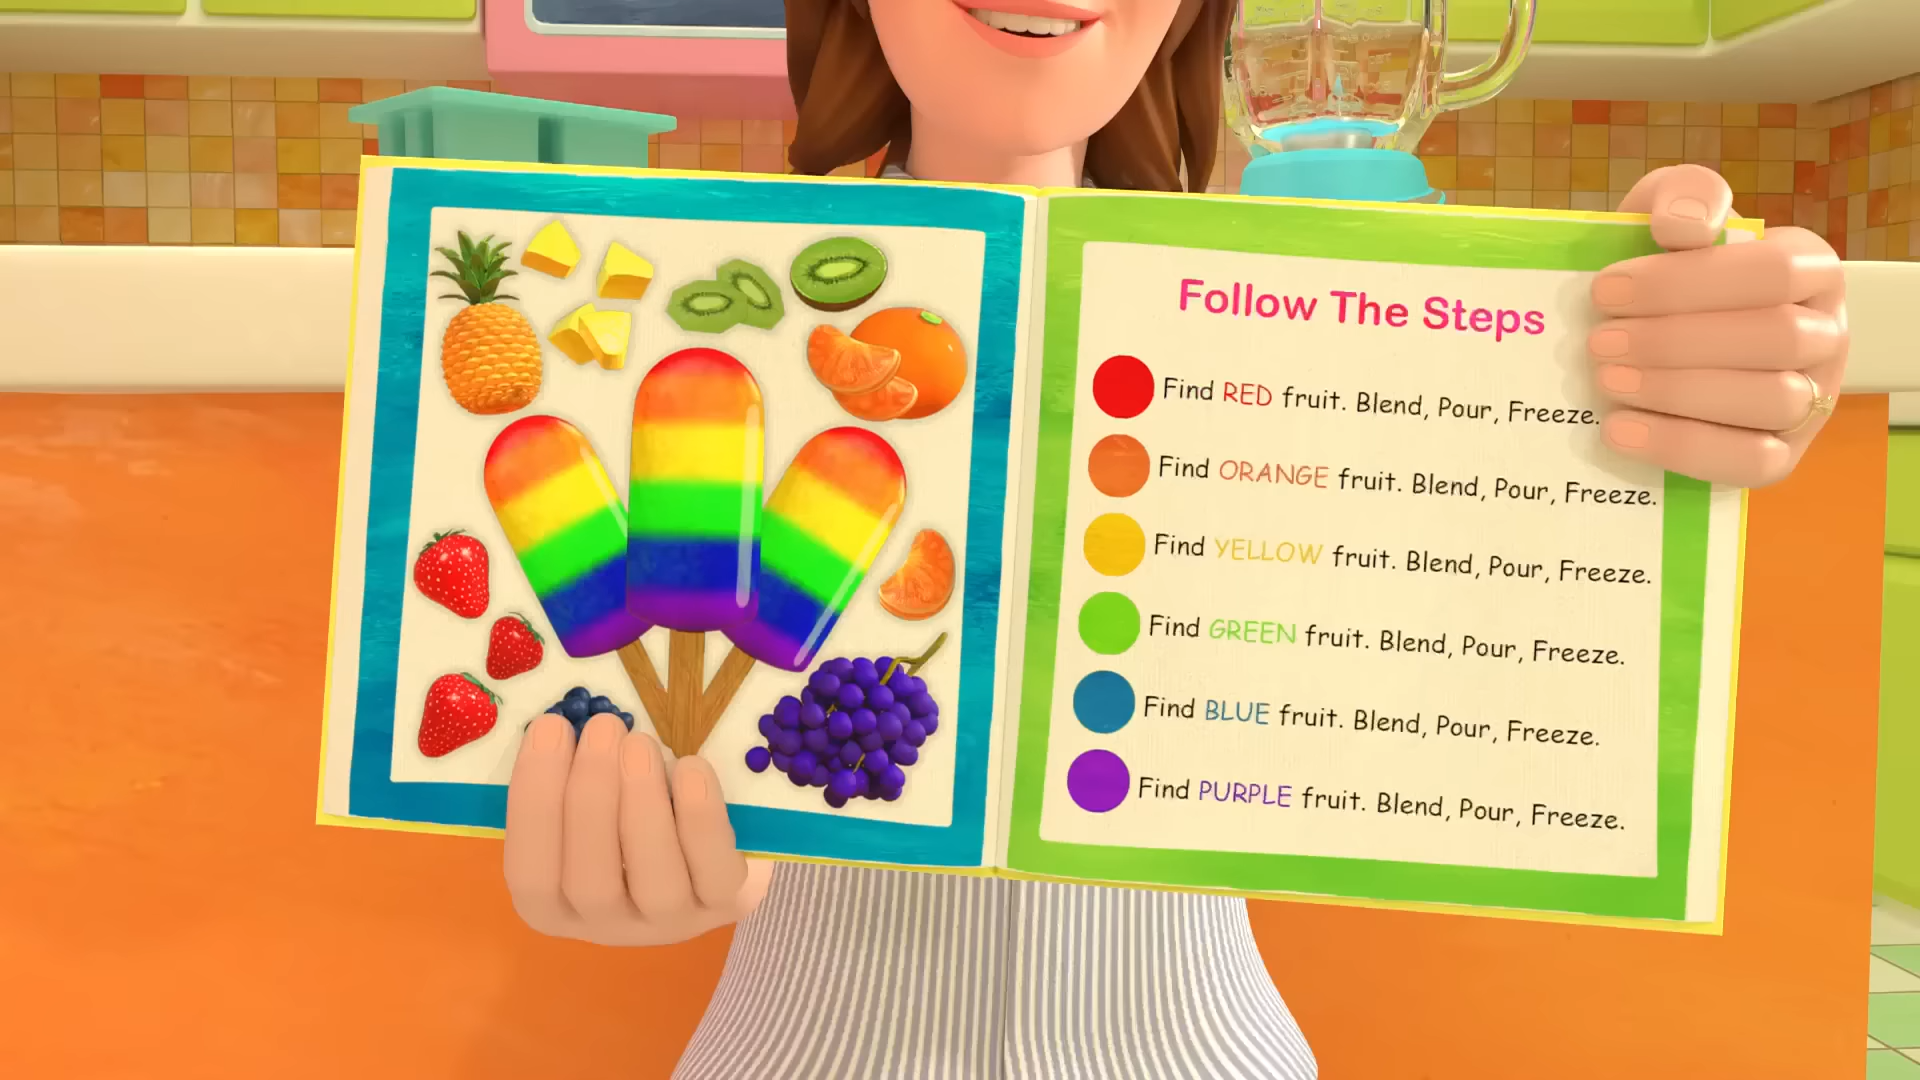 Follow The Steps
Find RED fruit. Blend, Pour, Freeze.
Find ORANGE fruit. Blend, Pour, Freeze.
Find YELLOW fruit. Blend, Pour, Freeze.
Find GREEN fruit. Blend, Pour, Freeze.
Find BLUE fruit. Blend, Pour, Freeze.
Find PURPLE fruit. Blend, Pour, Freeze.